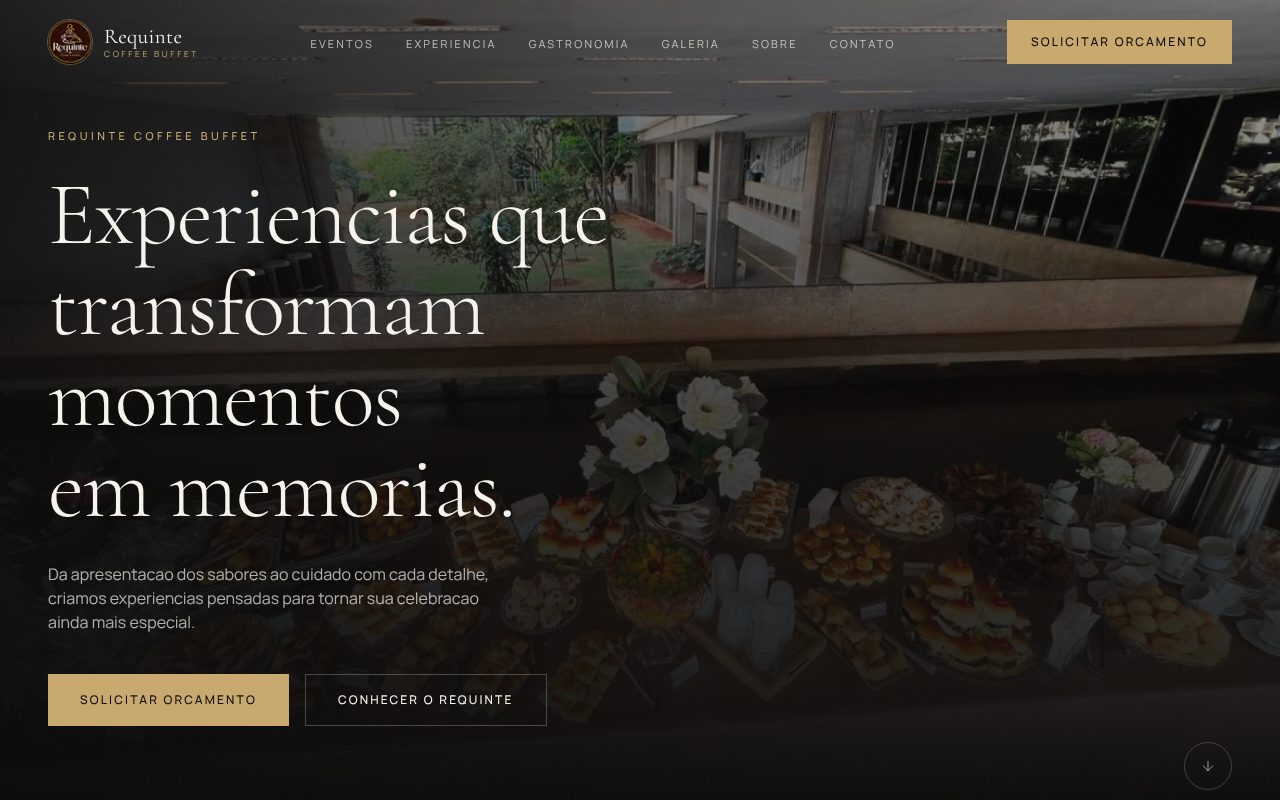 Requinte
Requinte
COFFEE BUFFET
EVENTOS
EXPERIENCIA
GASTRONOMIA
GALERIA
SOBRE
CONTATO
SOLICITAR ORCAMENTO
REQUINTE COFFEE BUFFET
Experiencias que
transformam
momentos
em memorias.
Da apresentacao dos sabores ao cuidado com cada detalhe,
criamos experiencias pensadas para tornar sua celebracao
ainda mais especial.
SOLICITAR ORCAMENTO
CONHECER O REQUINTE